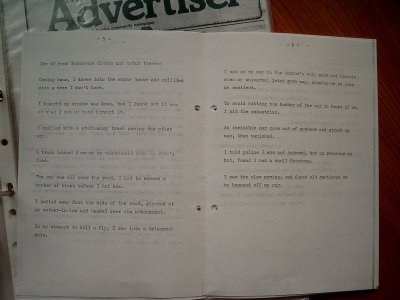 Advertiser
- 5 -
See if your Insurance Claims can match these:-
Coming home, I drove into the wrong house and collided
with a tree I don't have.
I thought my window was down, but I found out it was
up when I put my hand through it.
I collided with a stationary truck coming the other
way.
A truck backed through my windshield into my wife's
face.
The car was all over the road, I had to swerve a
number of times before I hit him.
I pulled away from the side of the road, glanced at
my mother-in-law and headed over the embankment.
In my attempt to kill a fly, I ran into a telegraph
pole.
- 6 -
I was on my way to the doctor's with rear end trouble
when my universal joint gave way, causing me to have
an accident.
To avoid hitting the bumper of the car in front of me,
I hit the pedestrian.
An invisible car came out of nowhere and struck my
car, then vanished.
I told police I was not injured, but on removing my
hat, found I had a skull fracture.
I saw the slow moving, sad faced old gentleman as
he bounced off my car.